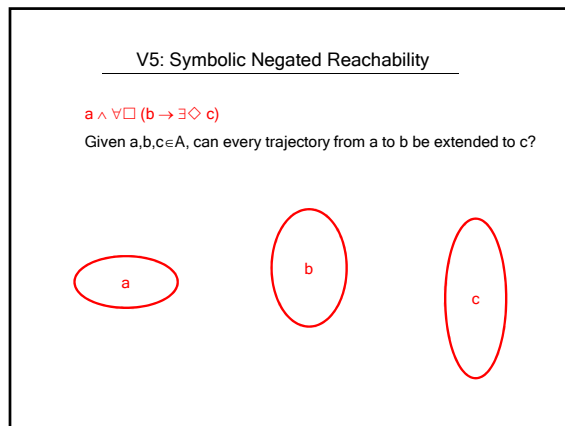 V5: Symbolic Negated Reachability
a ∧ ∀□ (b → ∃◇ c)
Given a,b,c∈A, can every trajectory from a to b be extended to c?
a
b
c